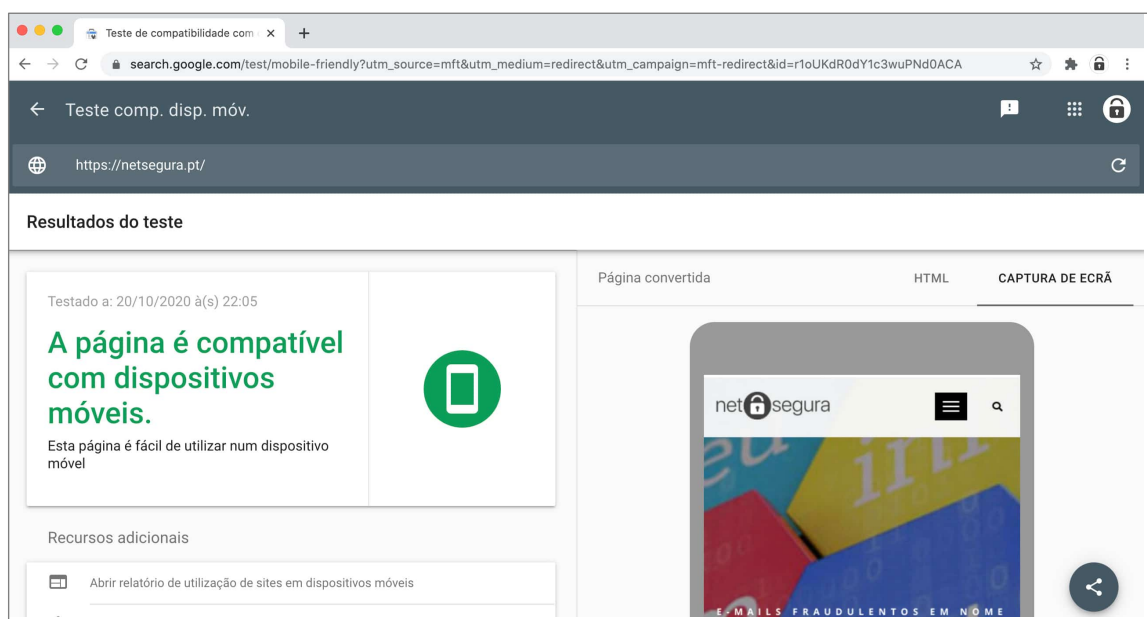 Teste de compatibilidade com
search.google.com/test/mobile-friendly?utm_source=mft&utm_medium=redirect&utm_campaign=mft-redirect&id=r1oUKdR0dY1c3wuPNd0ACA
Teste comp. disp. móv.
https://netsegura.pt/
Resultados do teste
Testado a: 20/10/2020 à(s) 22:05
A página é compatível
com dispositivos
móveis.
Esta página é fácil de utilizar num dispositivo
móvel
Recursos adicionais
Abrir relatório de utilização de sites em dispositivos móveis
Página convertida
HTML
CAPTURA DE ECRÃ
net segura
E-MAILS FRAUDULENTOS EM NOME